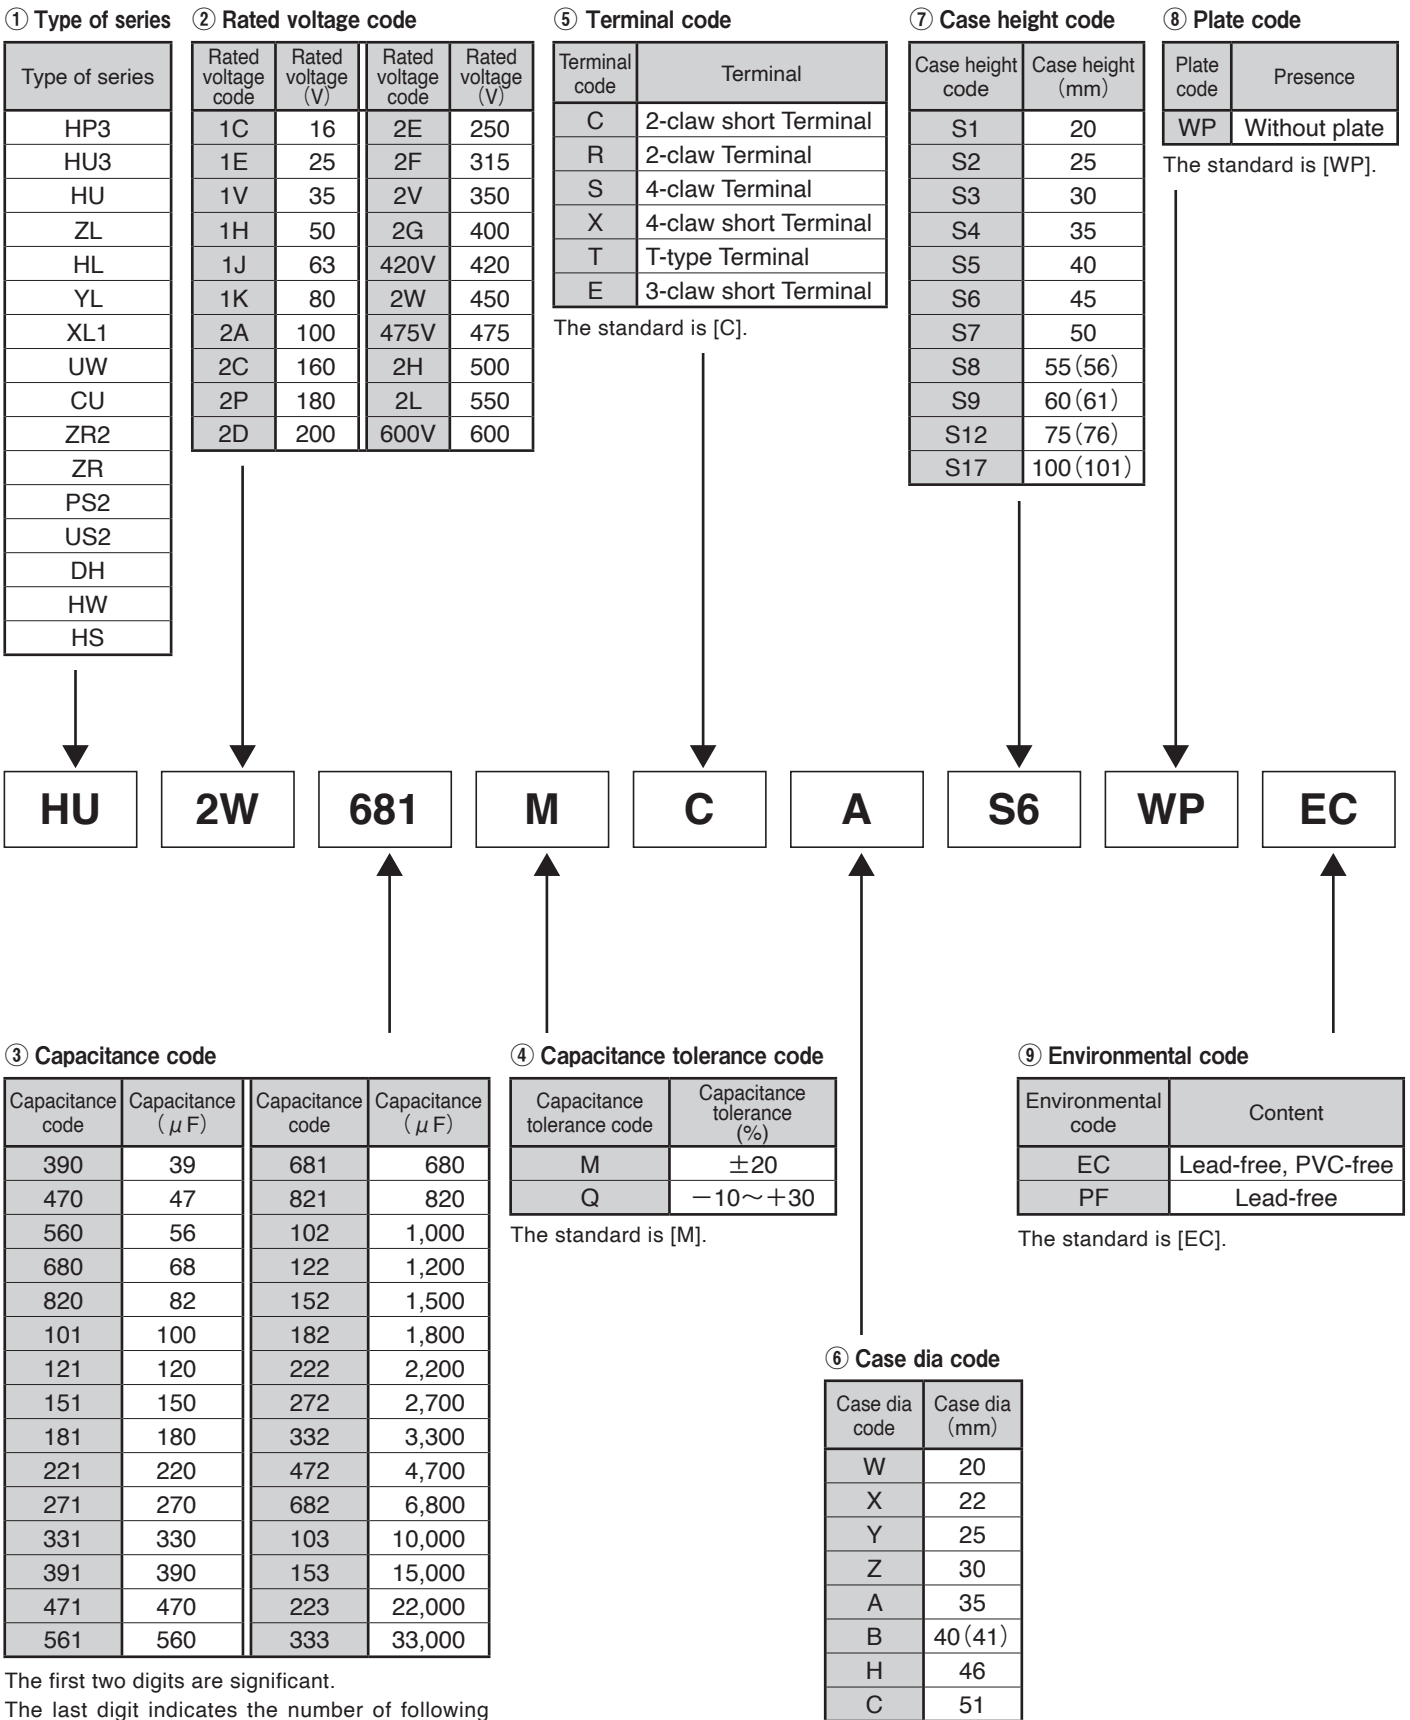 ① Type of series
Type of series
HP3
HU3
HU
ZL
HL
YL
XL1
UW
CU
ZR2
ZR
PS2
US2
DH
HW
HS
② Rated voltage code
Rated voltage code Rated voltage (V) Rated voltage code Rated voltage (V)
1C 16 2E 250
1E 25 2F 315
1V 35 2V 350
1H 50 2G 400
1J 63 420V 420
1K 80 2W 450
2A 100 475V 475
2C 160 2H 500
2P 180 2L 550
2D 200 600V 600
⑤ Terminal code
Terminal code Terminal
C 2-claw short Terminal
R 2-claw Terminal
S 4-claw Terminal
X 4-claw short Terminal
T T-type Terminal
E 3-claw short Terminal
The standard is [C].
⑦ Case height code
Case height code Case height (mm)
S1 20
S2 25
S3 30
S4 35
S5 40
S6 45
S7 50
S8 55(56)
S9 60(61)
S12 75(76)
S17 100(101)
⑧ Plate code
Plate code Presence
WP Without plate
The standard is [WP].
HU 2W 681 M C A S6 WP EC
③ Capacitance code
Capacitance code Capacitance (μF) Capacitance code Capacitance (μF)
390 39 681 680
470 47 821 820
560 56 102 1,000
680 68 122 1,200
820 82 152 1,500
101 100 182 1,800
121 120 222 2,200
151 150 272 2,700
181 180 332 3,300
221 220 472 4,700
271 270 682 6,800
331 330 103 10,000
391 390 153 15,000
471 470 223 22,000
561 560 333 33,000
The first two digits are significant.
The last digit indicates the number of following
④ Capacitance tolerance code
Capacitance tolerance code Capacitance tolerance (%)
M ±20
Q －10～＋30
The standard is [M].
⑨ Environmental code
Environmental code Content
EC Lead-free, PVC-free
PF Lead-free
The standard is [EC].
⑥ Case dia code
Case dia code Case dia (mm)
W 20
X 22
Y 25
Z 30
A 35
B 40(41)
H 46
C 51